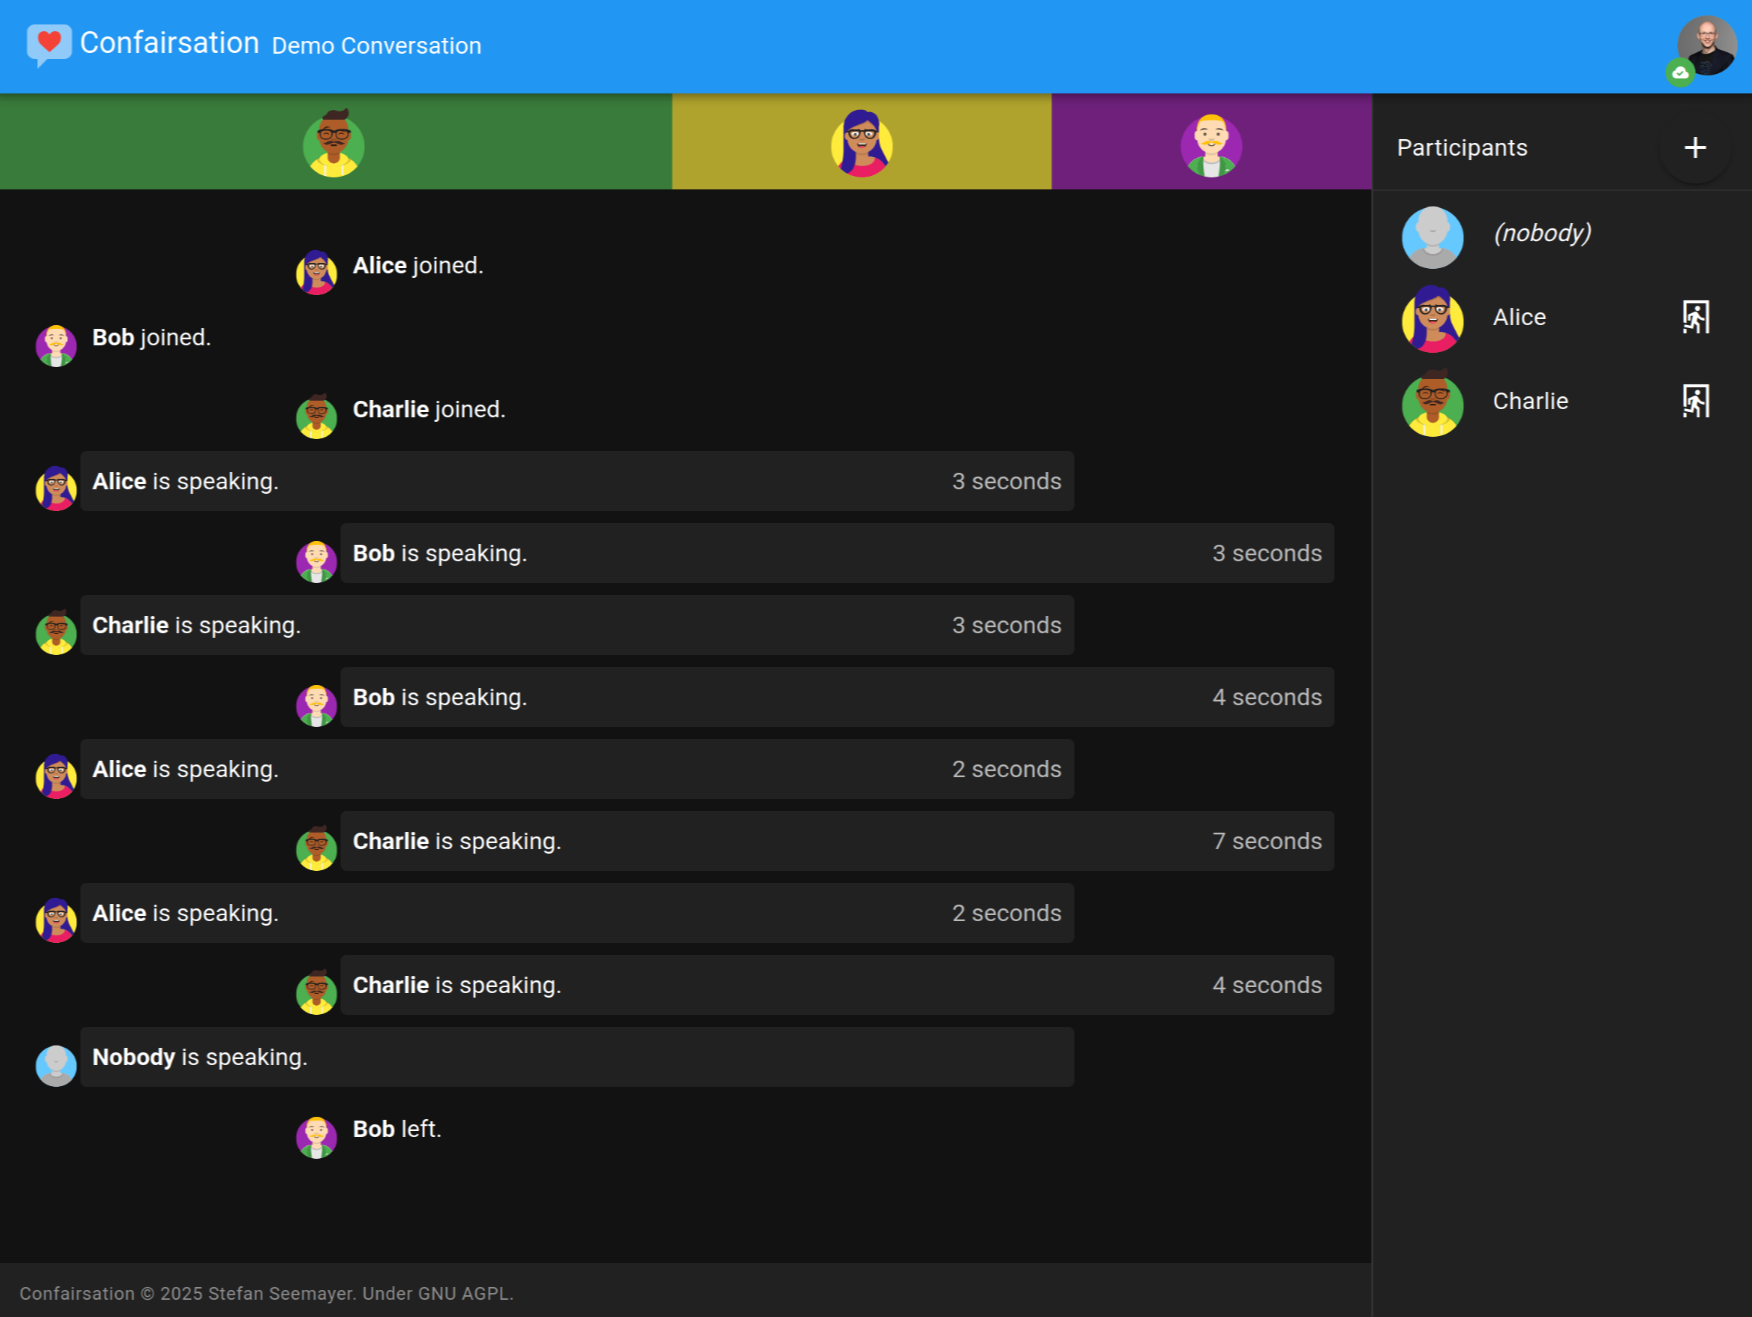 Confairsation Demo Conversation
Participants
(nobody)
Alice
Charlie
Alice joined.
Bob joined.
Charlie joined.
Alice is speaking. 3 seconds
Bob is speaking. 3 seconds
Charlie is speaking. 3 seconds
Bob is speaking. 4 seconds
Alice is speaking. 2 seconds
Charlie is speaking. 7 seconds
Alice is speaking. 2 seconds
Charlie is speaking. 4 seconds
Nobody is speaking.
Bob left.
Confairsation © 2025 Stefan Seemayer. Under GNU AGPL.